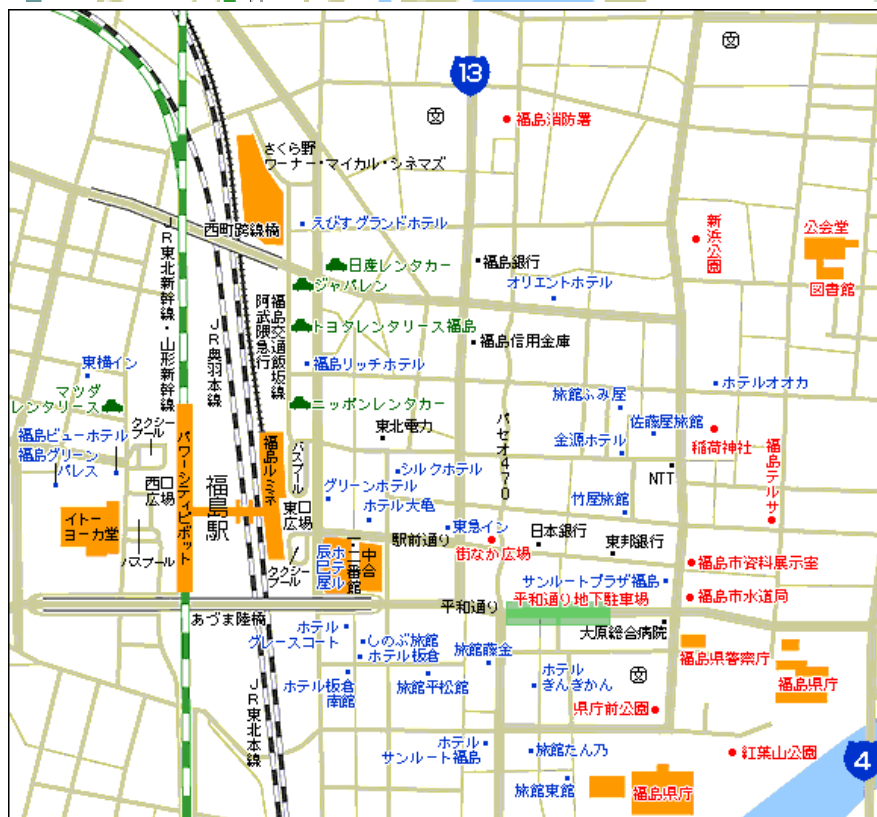 13
福島消防署
さくら野
ワーナー・マイカル・シネマズ
文
文
西町跨線橋
えびすグランドホテル
新浜公園
公会堂
図書館
福島銀行
日産レンタカー
ジャパレン
オリエントホテル
JR東北新幹線・山形新幹線
JR奥羽本線
福島交通飯坂線
阿武隈急行
トヨタレンタリース福島
福島信用金庫
東横イン
福島リッチホテル
ホテルオオカ
マツダ
レンタリース
ニッポンレンタカー
旅館ふみ屋
佐藤屋旅館
稲荷神社
タクシー
プール
東北電力
パセオ470
金源ホテル
福島ビューホテル
福島グリーン
パレス
パワーシティピボット
福島ルミネ
バスプール
シルクホテル
NTT
福島テルサ
西口
広場
福島駅
東口
広場
グリーンホテル
ホテル大亀
竹屋旅館
イトー
ヨーカ堂
バスプール
タクシー
プール
駅前通り
東急イン
街なか広場
日本銀行
東邦銀行
ホテル
辰巳屋
一二番館
中合
福島市資料展示室
サンルートプラザ福島
平和通り
平和通り地下駐車場
福島市水道局
あづま陸橋
大原総合病院
ホテル
グレースコート
しのぶ旅館
ホテル板倉
旅館藤金
福島県警察庁
福島県庁
ホテル板倉
南館
旅館平松館
ホテル
ぎんきかん
文
県庁前公園
JR東北本線
ホテル
サンルート福島
旅館たん乃
紅葉山公園
4
旅館東館
福島県庁